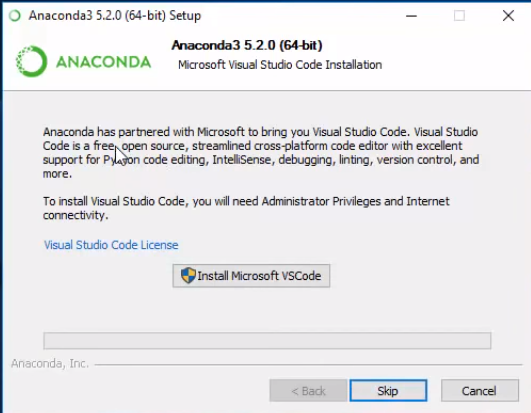 Anaconda3 5.2.0 (64-bit) Setup
ANACONDA
Anaconda3 5.2.0 (64-bit)
Microsoft Visual Studio Code Installation
Anaconda has partnered with Microsoft to bring you Visual Studio Code. Visual Studio
Code is a free, open source, streamlined cross-platform code editor with excellent
support for Python code editing, IntelliSense, debugging, linting, version control, and
more.
To install Visual Studio Code, you will need Administrator Privileges and Internet
connectivity.
Visual Studio Code License
Install Microsoft VSCode
Anaconda, Inc.
< Back
Skip
Cancel